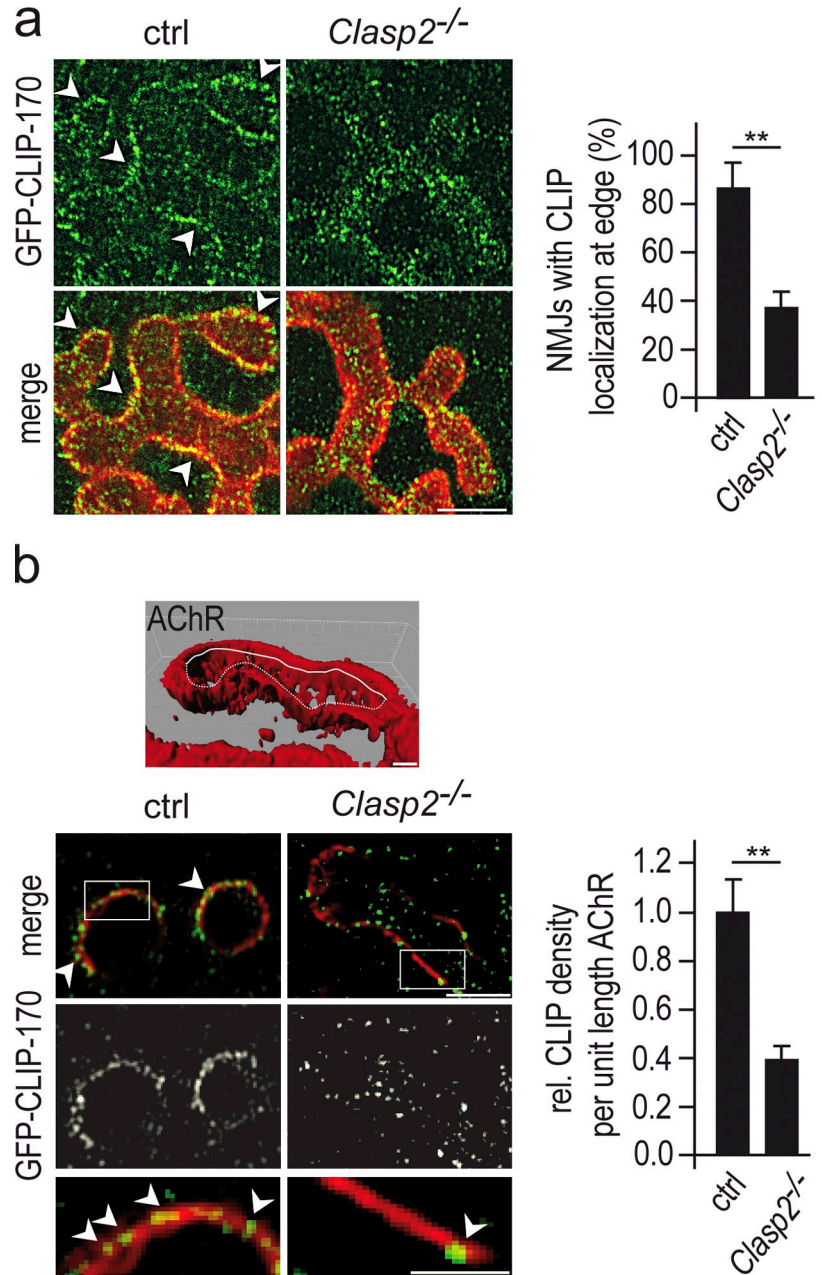 a
ctrl
Clasp2-/-
GFP-CLIP-170
merge
NMJs with CLIP
localization at edge (%)
100
80
60
40
20
0
**
ctrl
Clasp2-/-
b
AChR
ctrl
Clasp2-/-
merge
GFP-CLIP-170
rel. CLIP density
per unit length AChR
1.2
1.0
0.8
0.6
0.4
0.2
0.0
**
ctrl
Clasp2-/-